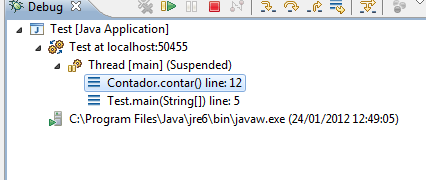 Debug
Test [Java Application]
Test at localhost:50455
Thread [main] (Suspended)
Contador.contar() line: 12
Test.main(String[]) line: 5
C:\Program Files\Java\jre6\bin\javaw.exe (24/01/2012 12:49:05)